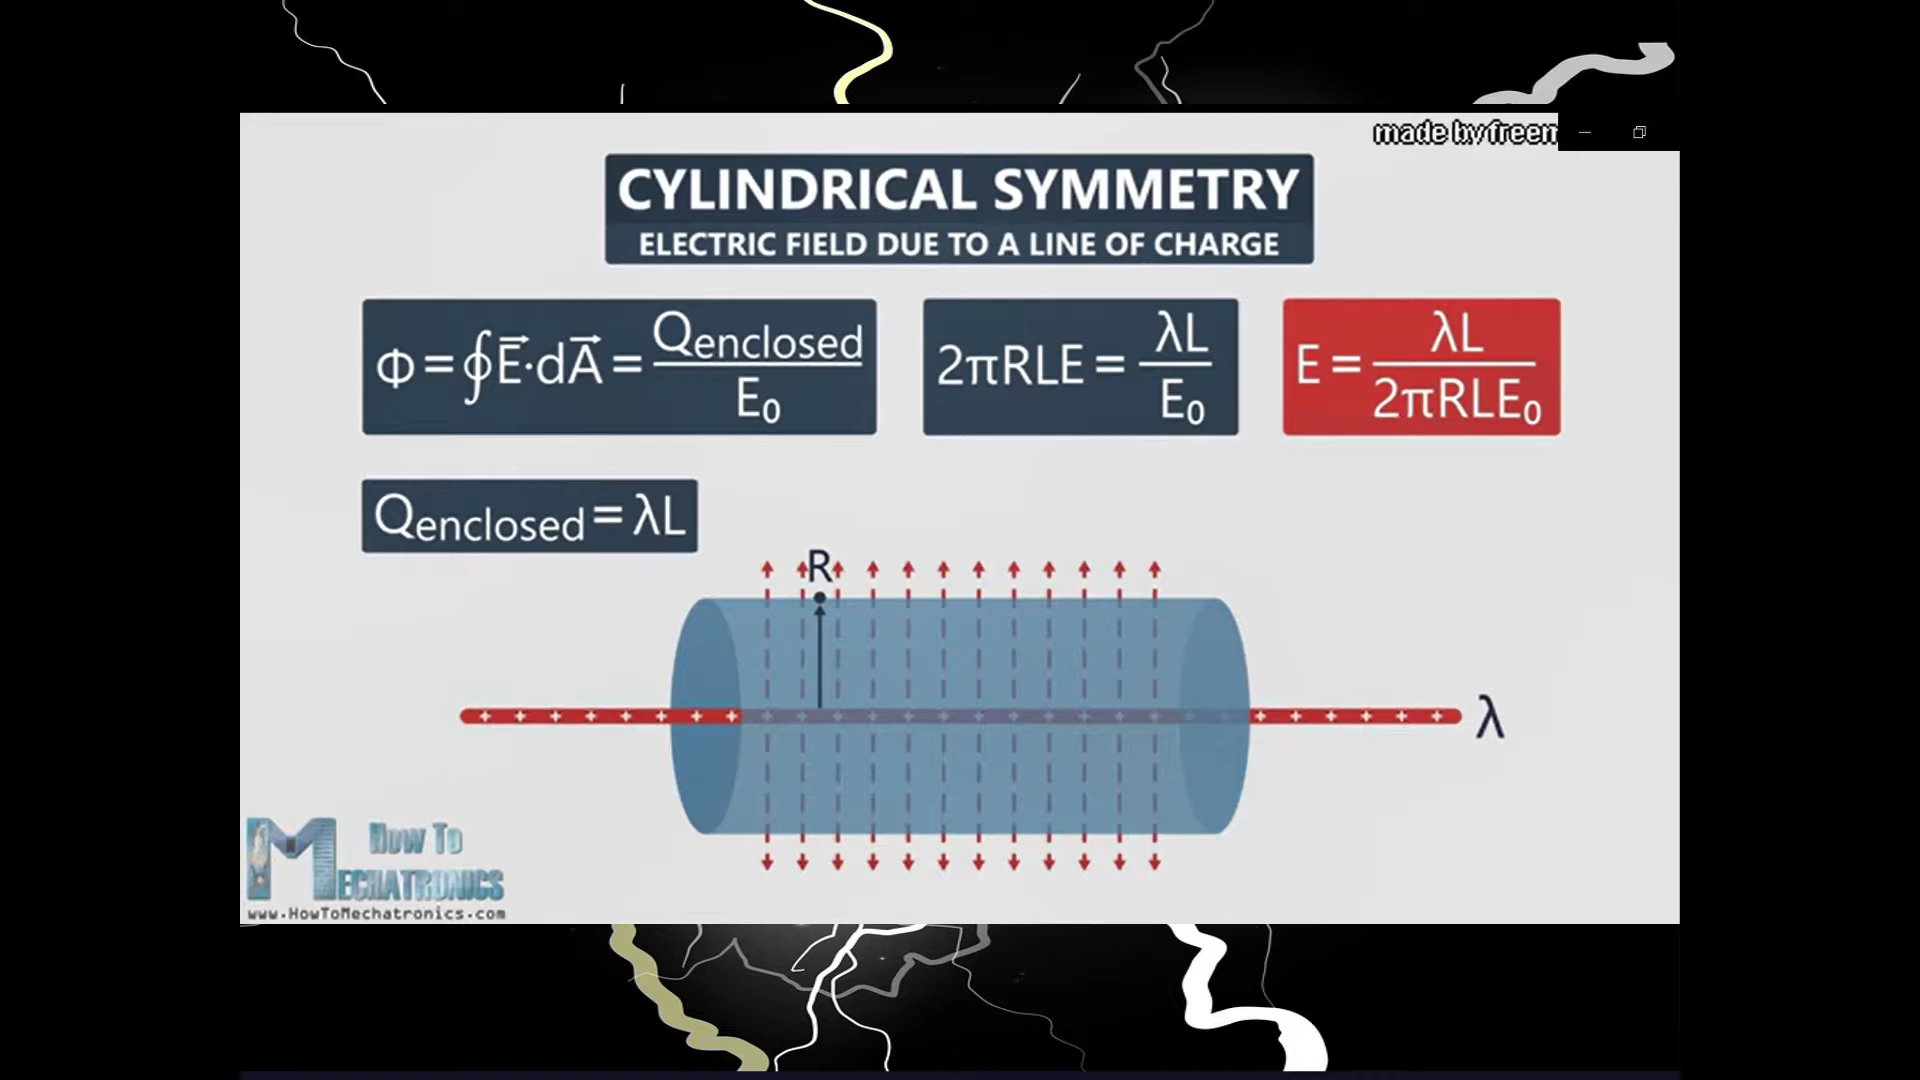 made by freem
CYLINDRICAL SYMMETRY
ELECTRIC FIELD DUE TO A LINE OF CHARGE
Φ = ∮E⃗·dA⃗ = Qenclosed / E₀
2πRLE = λL / E₀
E = λL / 2πRLE₀
Qenclosed = λL
R
λ
How To
MECHATRONICS
www.HowToMechatronics.com